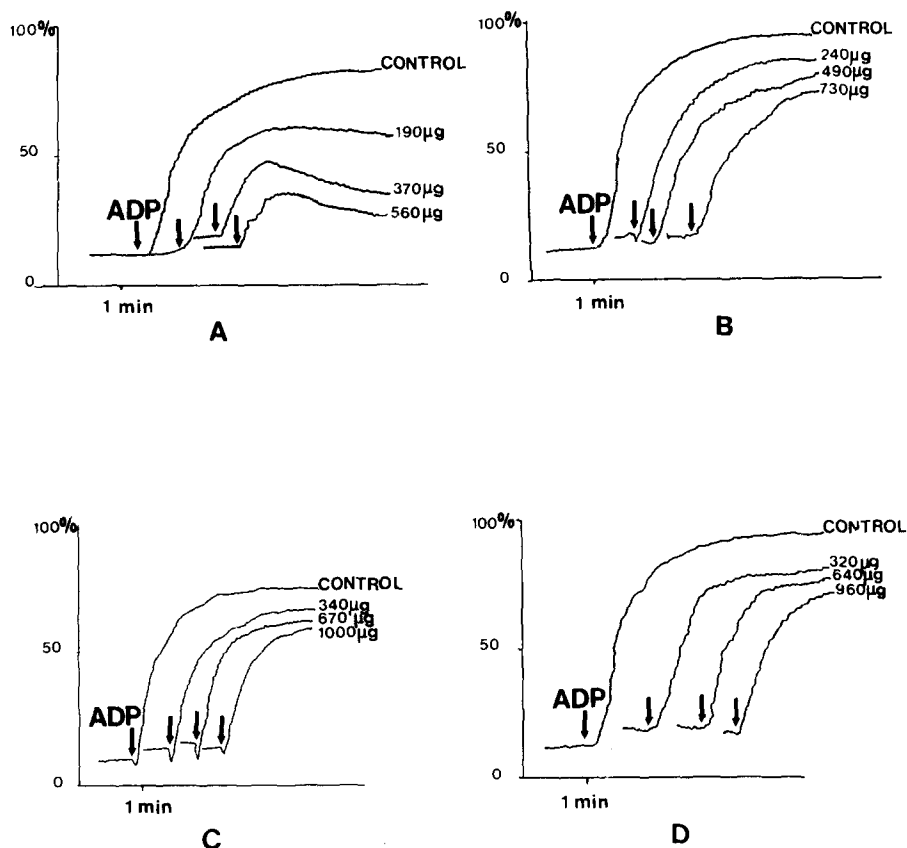 100%
CONTROL
190µg
50
370µg
ADP
560µg
0
1 min
A
100%
CONTROL
240µg
490µg
730µg
50
ADP
0
1 min
B
100%
CONTROL
340µg
670µg
1000µg
50
ADP
0
1 min
C
100%
CONTROL
320µg
640µg
960µg
50
ADP
0
1 min
D